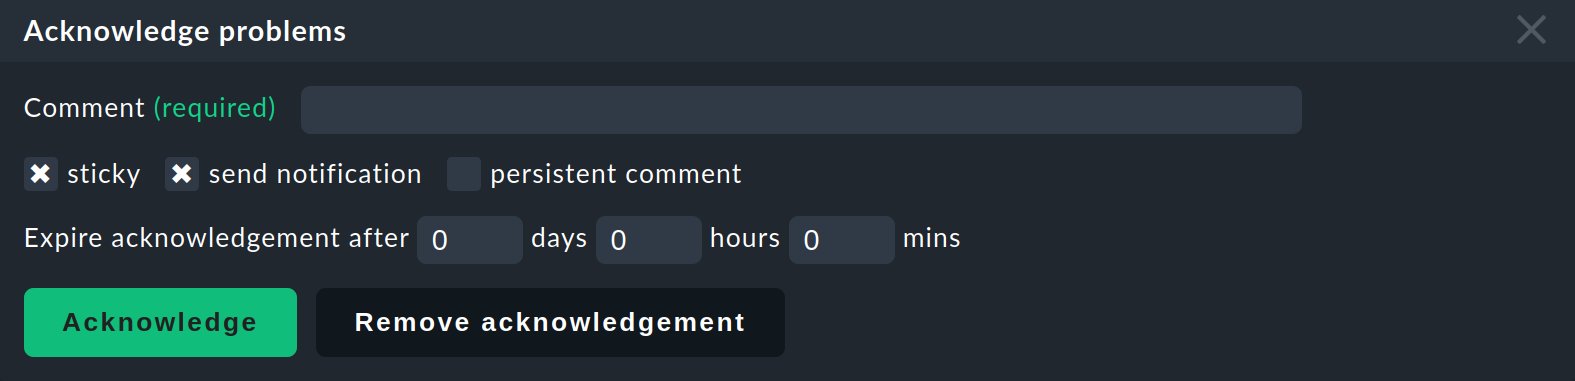 Acknowledge problems
Comment (required)
sticky send notification persistent comment
Expire acknowledgement after 0 days 0 hours 0 mins
Acknowledge Remove acknowledgement